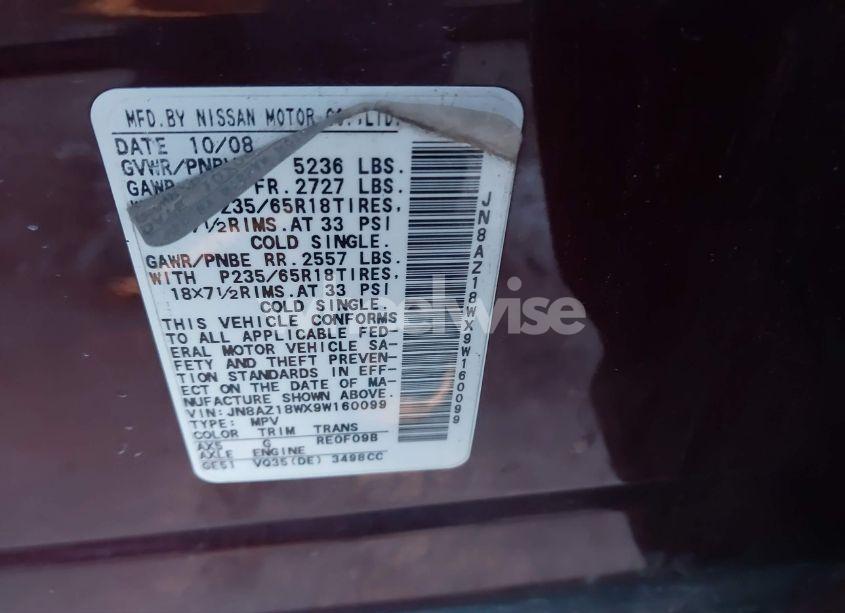 MFD.BY NISSAN MOTOR CO.,LTD.
DATE 10/08
5236 LBS.
FR. 2727 LBS.
P235/65R18TIRES,
7½RIMS.AT 33 PSI
COLD SINGLE.
GAWR/PNBE RR. 2557 LBS.
WITH P235/65R18TIRES,
18X7½RIMS.AT 33 PSI
COLD SINGLE.
THIS VEHICLE CONFORMS
TO ALL APPLICABLE FED-
ERAL MOTOR VEHICLE SA-
FETY AND THEFT PREVEN-
TION STANDARDS IN EFF-
ECT ON THE DATE OF MA-
NUFACTURE SHOWN ABOVE.
VIN:JN8AZ18WX9W160099
TYPE: MPV
COLOR TRIM TRANS
AX5 G RE0F09B
AXLE ENGINE
GE51 VQ35(DE) 3498CC
JN8AZ18WX9W160099